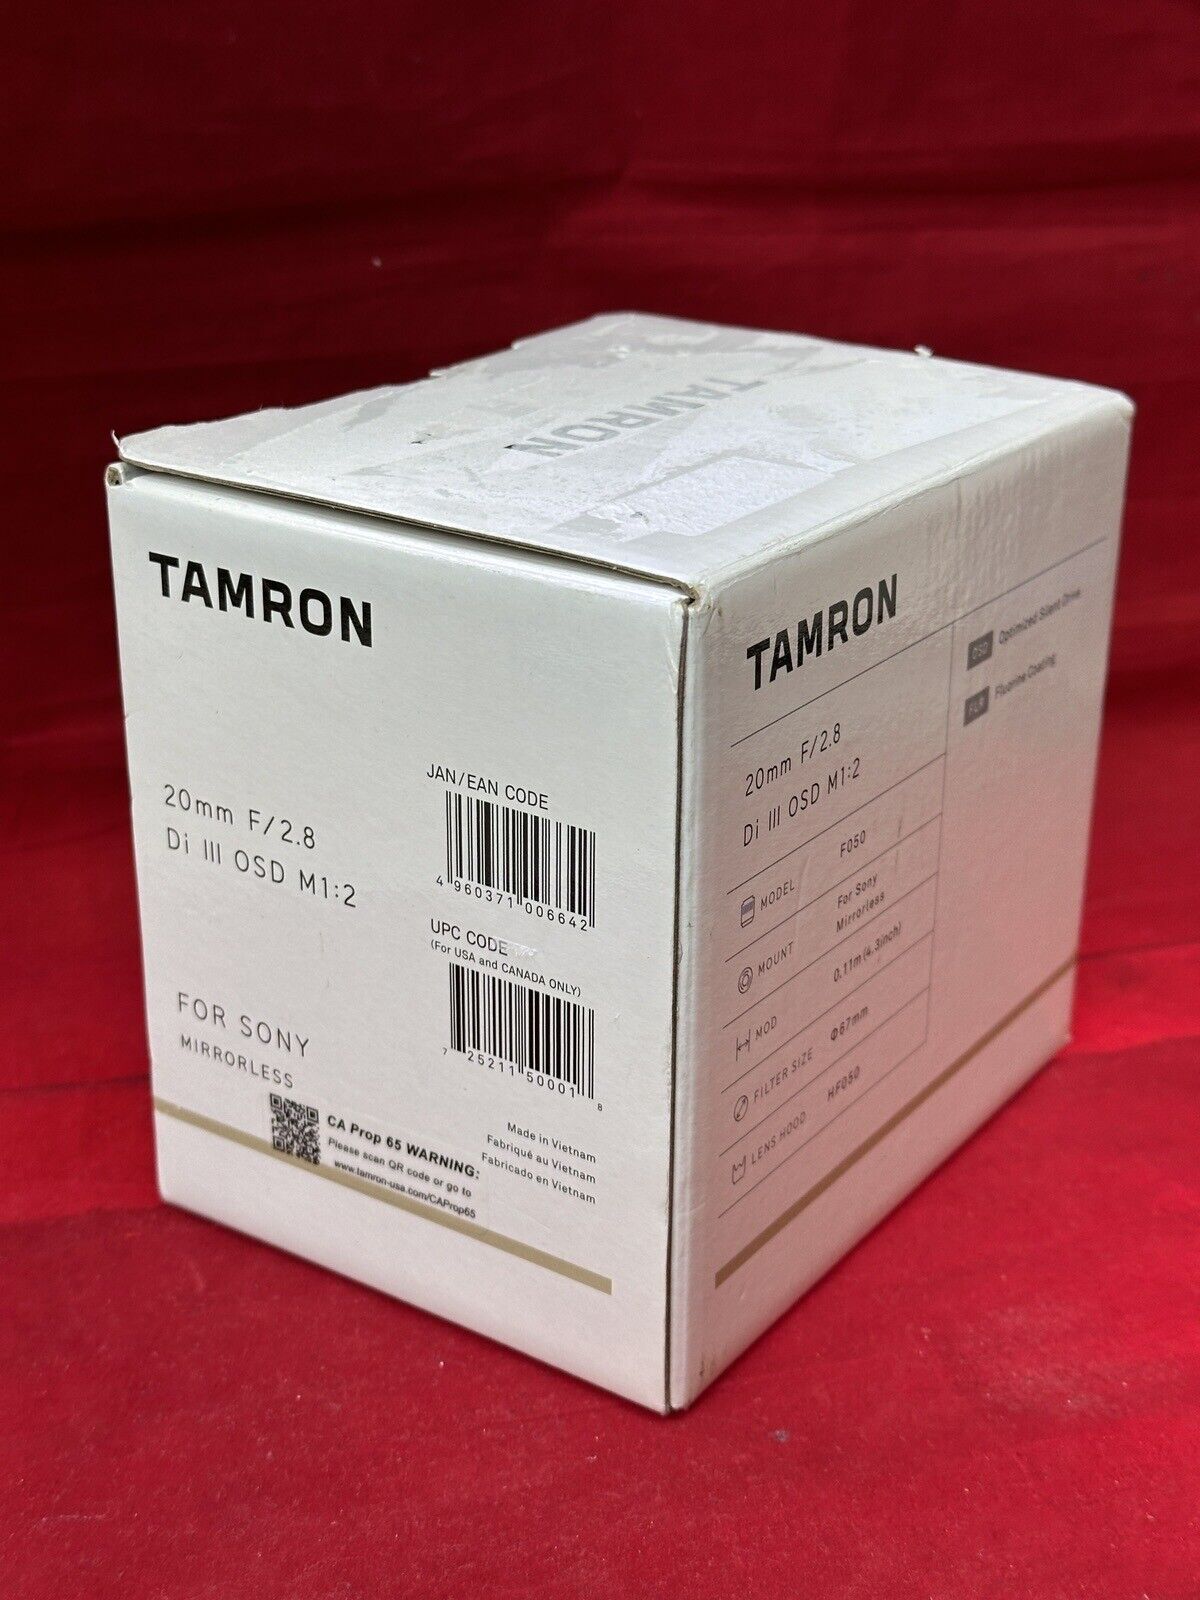 TAMRON
TAMRON
20mm F/2.8
Di III OSD M1:2
FOR SONY
MIRRORLESS
JAN/EAN CODE
4 960371 006642
UPC CODE
(For USA and CANADA ONLY)
7 25211 50001 8
CA Prop 65 WARNING:
Please scan QR code or go to
www.tamron-usa.com/CAProp65
Made in Vietnam
Fabriqué au Vietnam
Fabricado en Vietnam
TAMRON
20mm F/2.8
Di III OSD M1:2
MODEL F050
MOUNT For Sony
Mirrorless
MOD 0.11m(4.3inch)
FILTER SIZE Φ67mm
LENS HOOD HF050
OSD Optimized Silent Drive
FLR Fluorine Coating